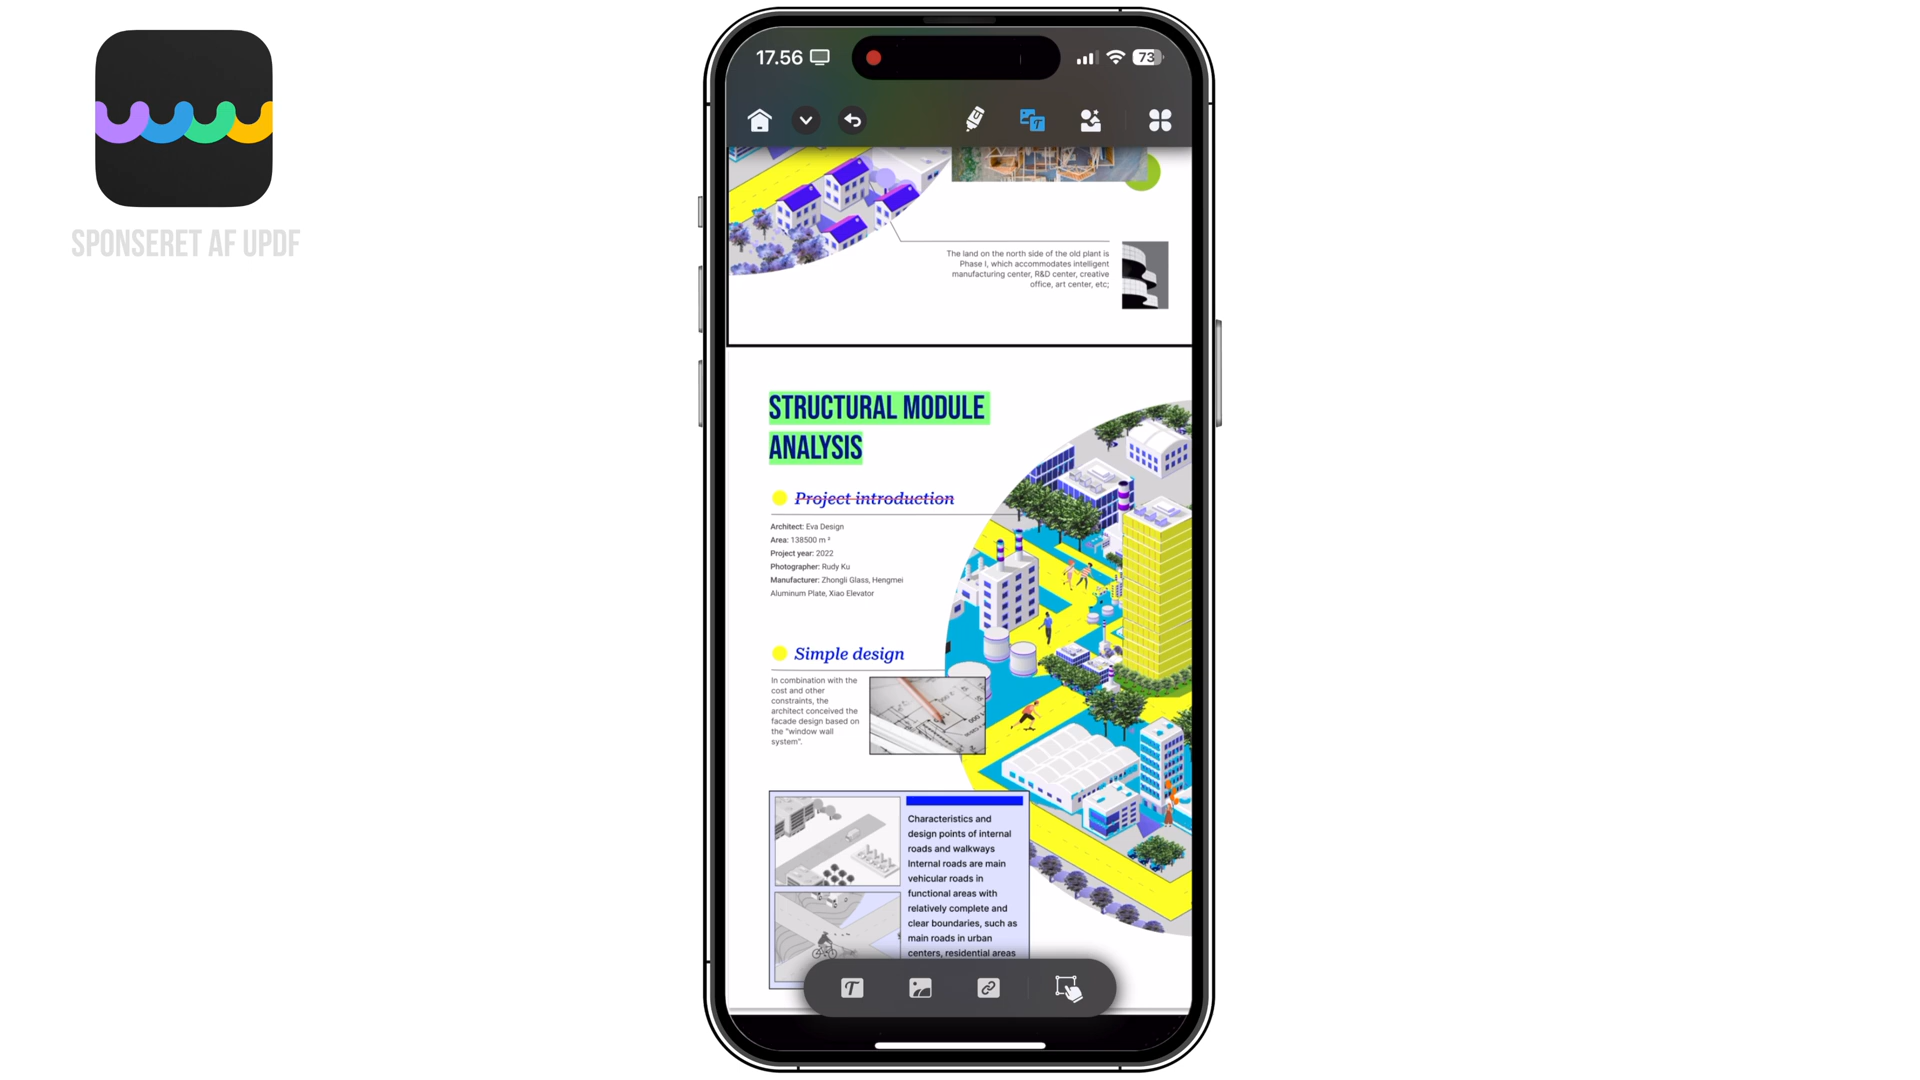 SPONSERET AF UPDF
17.56
73
The land on the north side of the old plant is
Phase I, which accommodates intelligent
manufacturing center, R&D center, creative
office, art center, etc;
STRUCTURAL MODULE
ANALYSIS
Project introduction
Architect: Eva Design
Area: 138500 m ²
Project year: 2022
Photographer: Rudy Ku
Manufacturer: Zhongli Glass, Hengmei
Aluminum Plate, Xiao Elevator
Simple design
In combination with the
cost and other
constraints, the
architect conceived the
facade design based on
the "window wall
system".
Characteristics and
design points of internal
roads and walkways
Internal roads are main
vehicular roads in
functional areas with
relatively complete and
clear boundaries, such as
main roads in urban
centers, residential areas